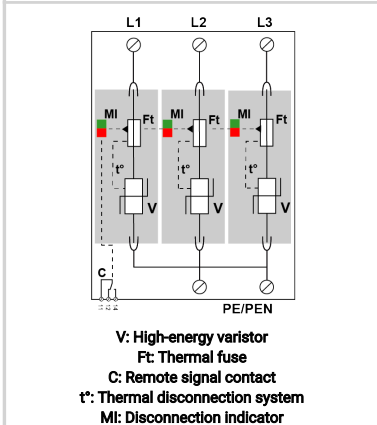 L1 L2 L3
MI Ft MI Ft MI Ft
t° t° t°
V V V
C
PE/PEN
V: High-energy varistor
Ft: Thermal fuse
C: Remote signal contact
t°: Thermal disconnection system
MI: Disconnection indicator